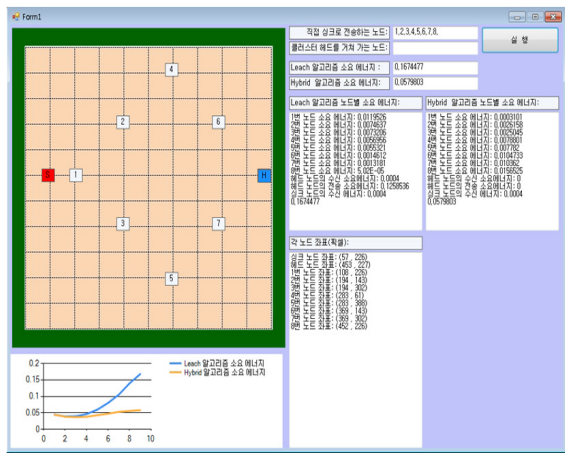 Form1
직접 싱크로 전송하는 노드: 1,2,3,4,5,6,7,8,
클러스터 헤드를 거쳐 가는 노드:
실 행
Leach 알고리즘 소요 에너지 : 0,1674477
Hybrid 알고리즘 소요 에너지: 0,0579803
Leach 알고리즘 노드별 소요 에너지:
1번 노드 소요 에너지: 0,0119526
2번 노드 소요 에너지: 0,0074637
3번 노드 소요 에너지: 0,0073206
4번 노드 소요 에너지: 0,0056956
5번 노드 소요 에너지: 0,0055321
6번 노드 소요 에너지: 0,0014612
7번 노드 소요 에너지: 0,0013181
8번 노드 소요 에너지: 5,02E-05
헤드 노드의 수신 소요에너지: 0,0004
헤드 노드의 전송 소요에너지: 0,1258536
싱크 노드의 수신 에너지: 0,0004
0,1674477
Hybrid 알고리즘 노드별 소요 에너지:
1번 노드 소요 에너지: 0,0003101
2번 노드 소요 에너지: 0,0026158
3번 노드 소요 에너지: 0,0025045
4번 노드 소요 에너지: 0,0078801
5번 노드 소요 에너지: 0,007782
6번 노드 소요 에너지: 0,0104733
7번 노드 소요 에너지: 0,010362
8번 노드 소요 에너지: 0,0156525
헤드 노드의 수신 소요에너지: 0
헤드 노드의 전송 소요에너지: 0
싱크 노드의 수신 에너지: 0,0004
0,0579803
4
2
6
S
1
H
3
7
5
각 노드 좌표(픽셀):
싱크 노드 좌표: (57 , 226)
헤드 노드 좌표: (453 , 227)
1번 노드 좌표: (108 , 226)
2번 노드 좌표: (194 , 143)
3번 노드 좌표: (194 , 302)
4번 노드 좌표: (283 , 61)
5번 노드 좌표: (283 , 388)
6번 노드 좌표: (369 , 143)
7번 노드 좌표: (369 , 302)
8번 노드 좌표: (452 , 226)
0.2
0.15
0.1
0.05
0
0 2 4 6 8 10
Leach 알고리즘 소요 에너지
Hybrid 알고리즘 소요 에너지